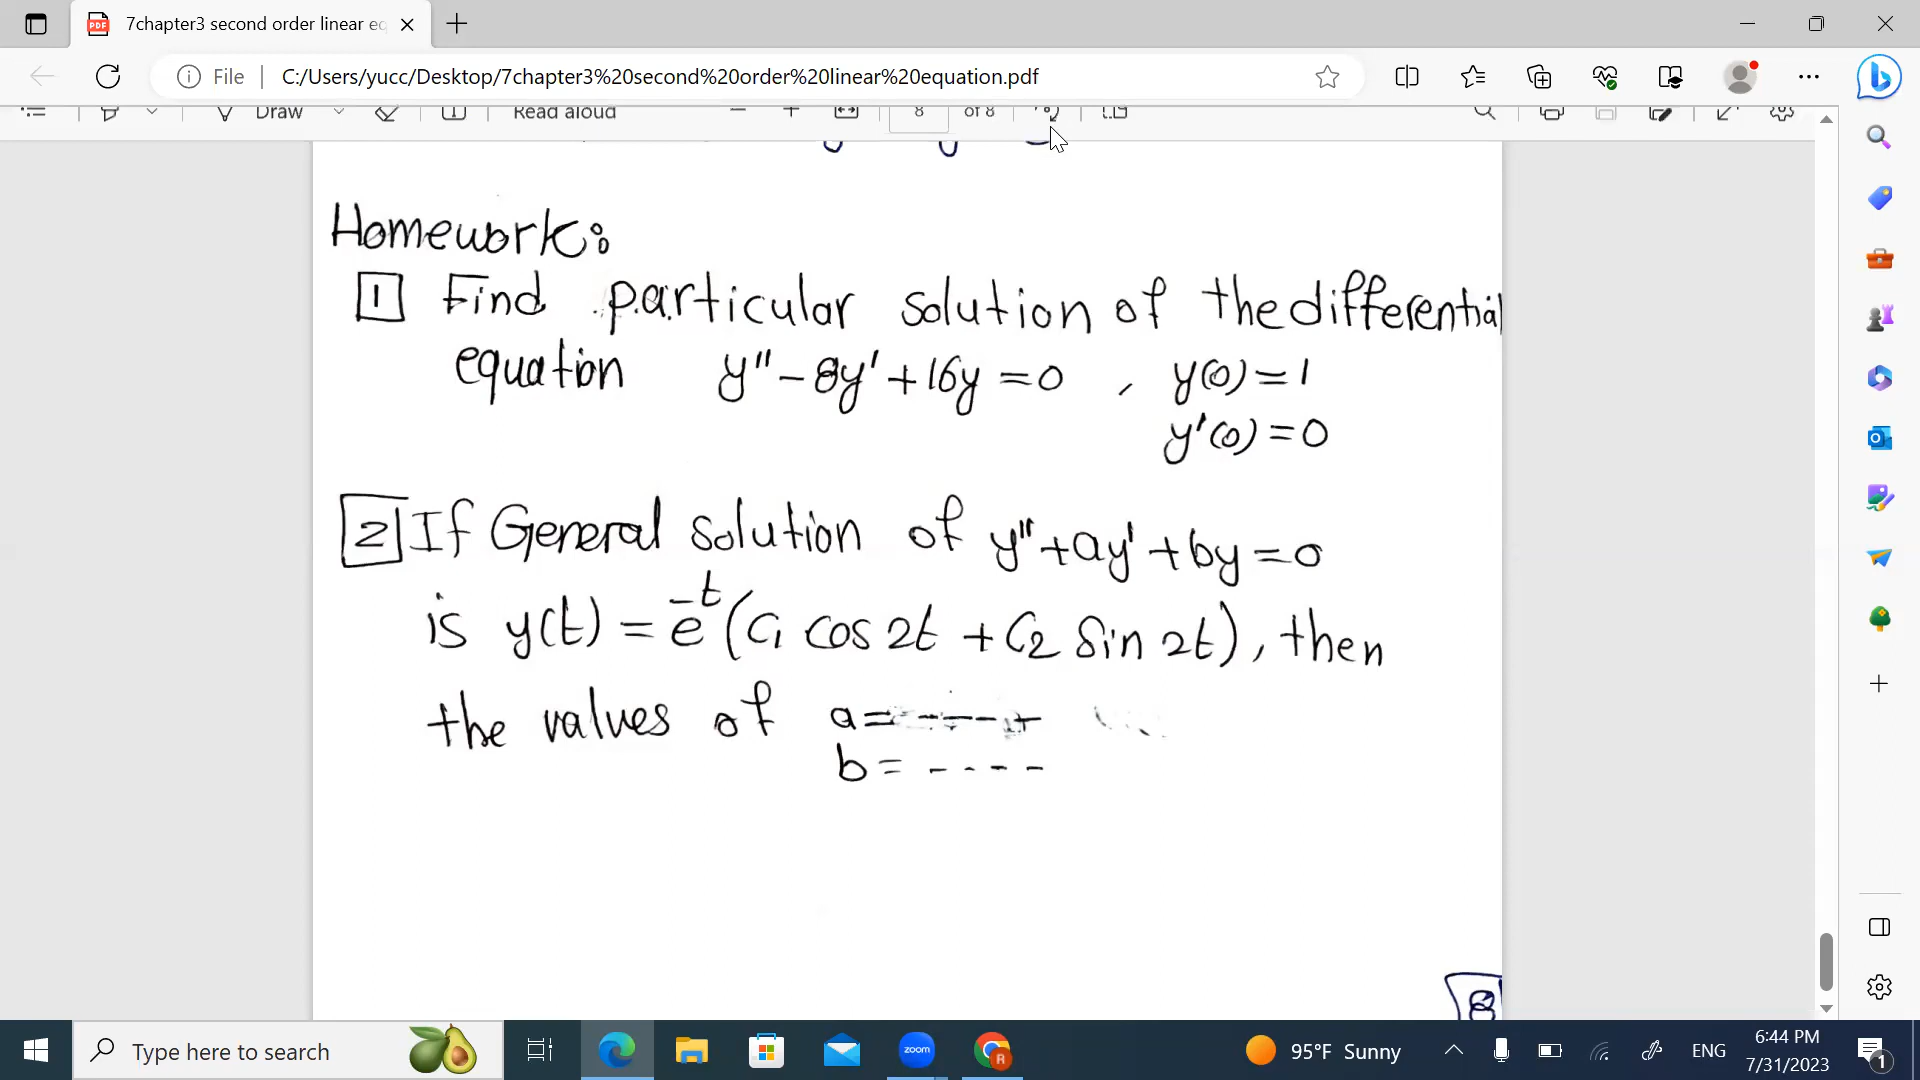 7chapter3 second order linear eq
File C:/Users/yucc/Desktop/7chapter3%20second%20order%20linear%20equation.pdf
Draw Read aloud 8 of 8
Homework:
1 Find particular solution of the differential
equation y'' - 8y' + 16y = 0 , y(0) = 1
y'(0) = 0
2 If General solution of y'' + ay' + by = 0
is y(t) = e^-t (C1 cos 2t + C2 sin 2t), then
the values of a = -----
b = ----
8
Type here to search
zoom
R
95°F Sunny
ENG
6:44 PM
7/31/2023
1